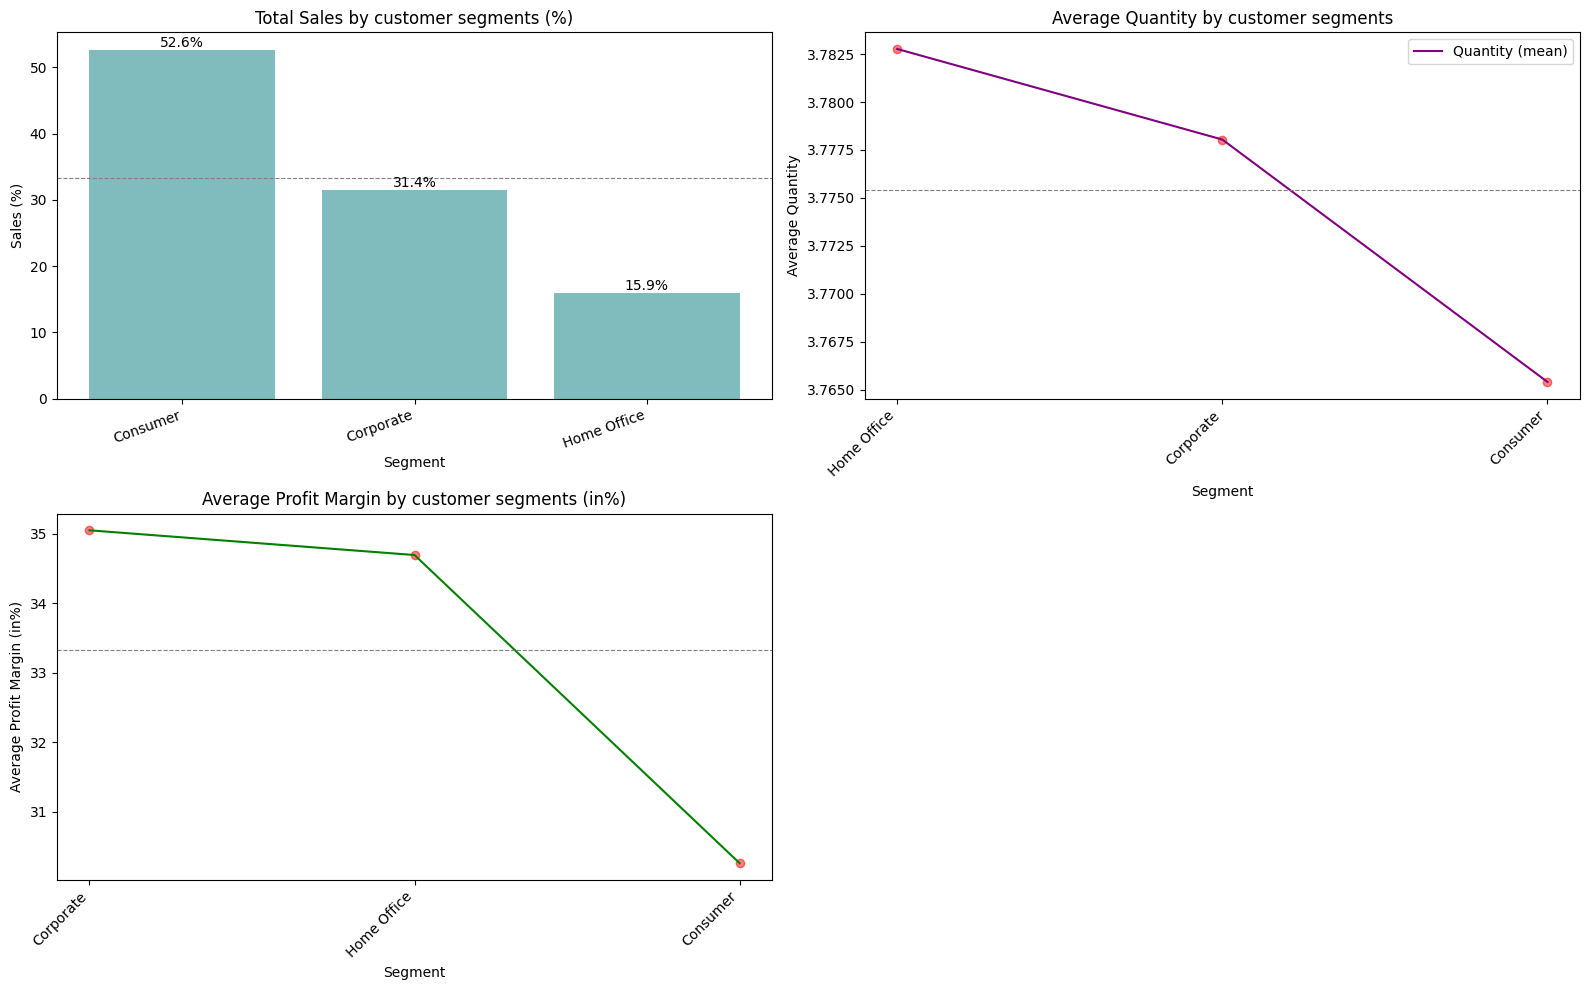 Total Sales by customer segments (%)
52.6%
31.4%
15.9%
50
40
30
20
10
0
Sales (%)
Consumer
Corporate
Home Office
Segment
Average Quantity by customer segments
Quantity (mean)
3.7825
3.7800
3.7775
3.7750
3.7725
3.7700
3.7675
3.7650
Average Quantity
Home Office
Corporate
Consumer
Segment
Average Profit Margin by customer segments (in%)
35
34
33
32
31
Average Profit Margin (in%)
Corporate
Home Office
Consumer
Segment